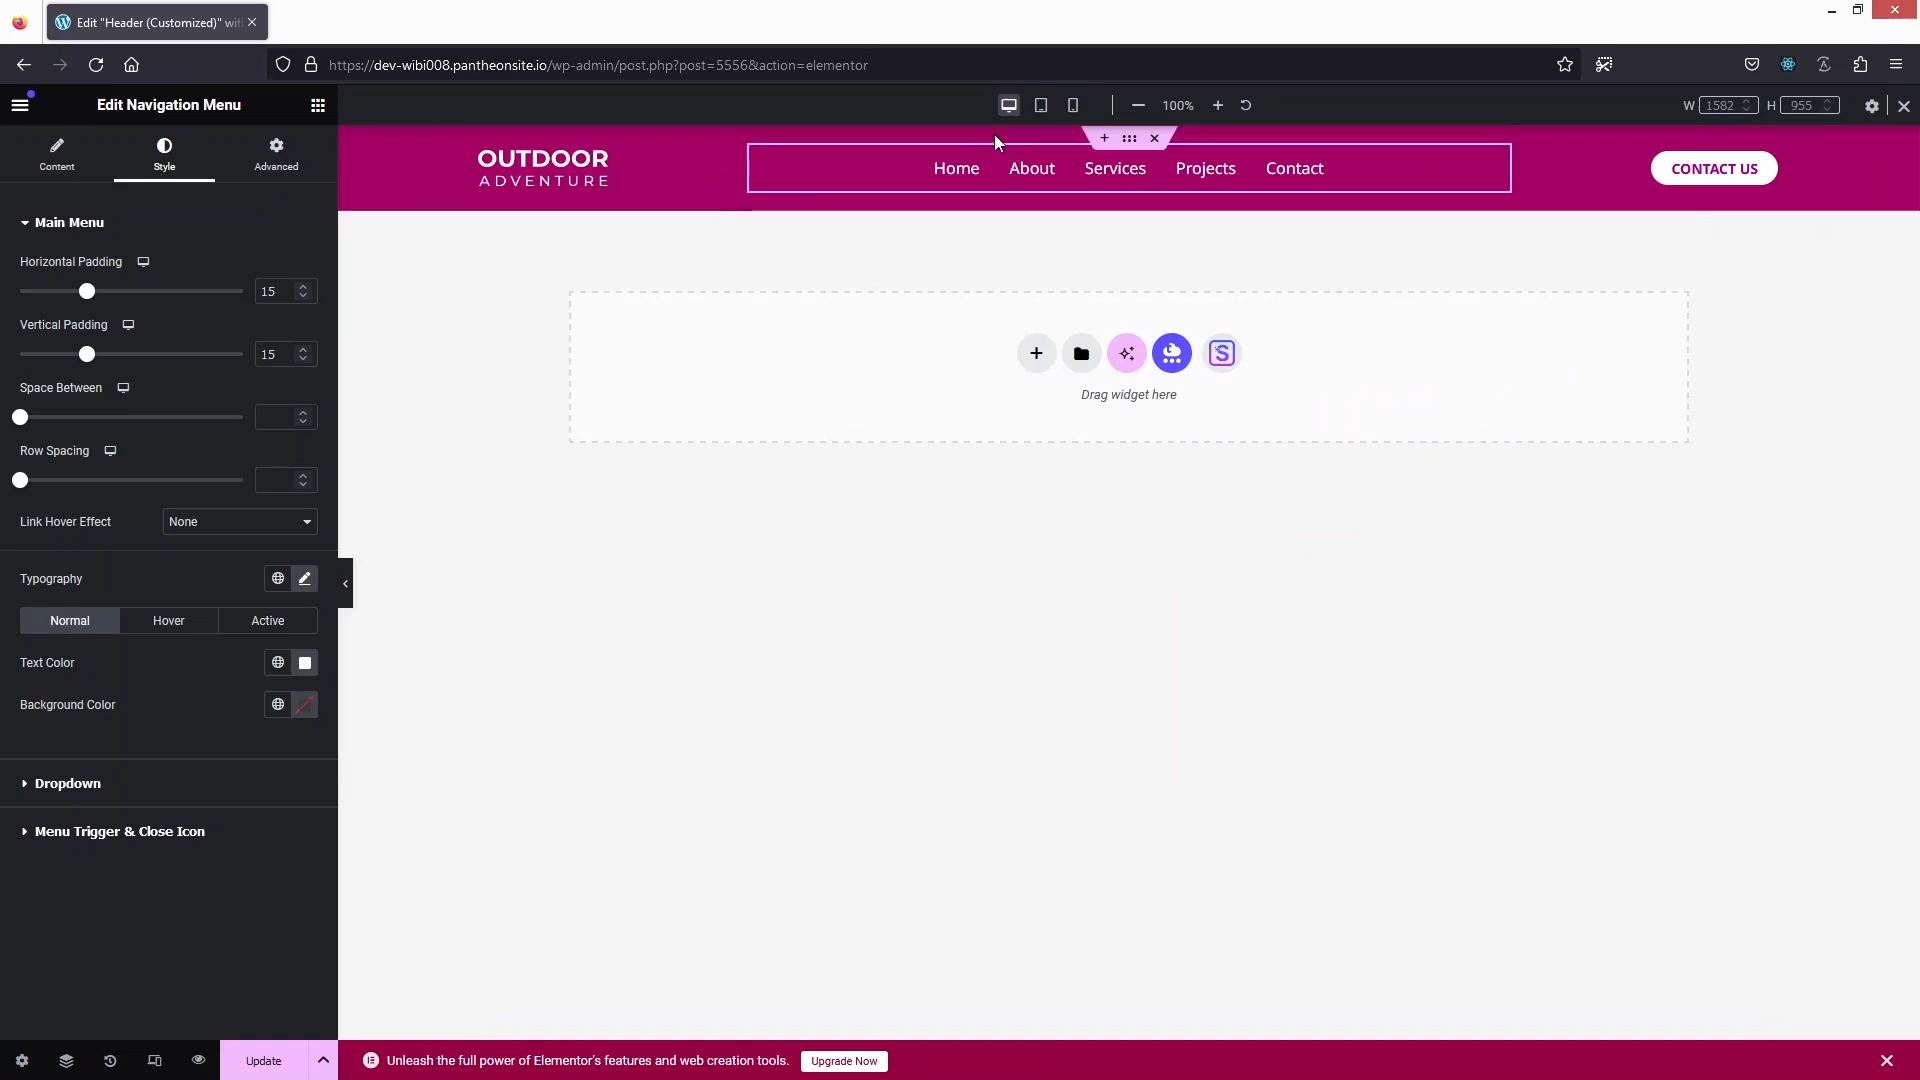 Edit "Header (Customized)" wit
https://dev-wibi008.pantheonsite.io/wp-admin/post.php?post=5556&action=elementor
Edit Navigation Menu
100%
W 1582 H 955
Content
Style
Advanced
OUTDOOR
ADVENTURE
Home About Services Projects Contact
CONTACT US
Main Menu
Horizontal Padding
15
Vertical Padding
15
Space Between
Row Spacing
Link Hover Effect None
Typography
Normal Hover Active
Text Color
Background Color
Dropdown
Menu Trigger & Close Icon
Drag widget here
Update
Unleash the full power of Elementor's features and web creation tools. Upgrade Now